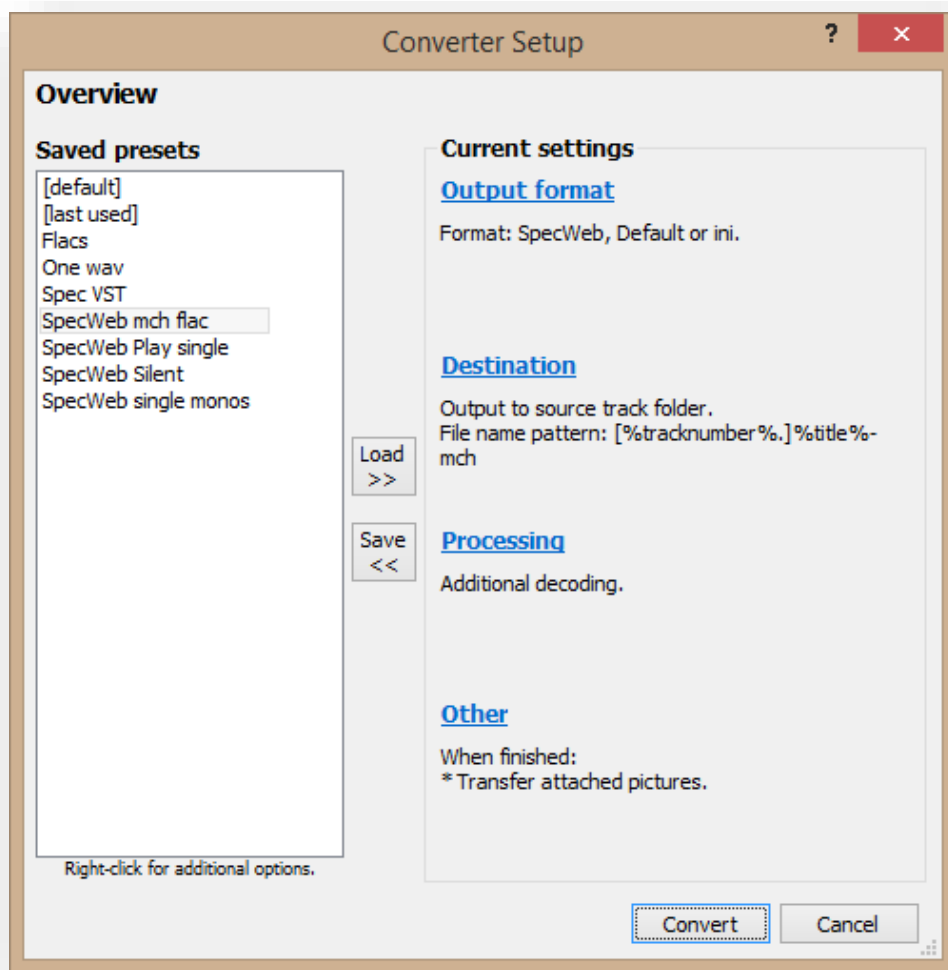 Converter Setup
?
×
Overview
Saved presets
[default]
[last used]
Flacs
One wav
Spec VST
SpecWeb mch flac
SpecWeb Play single
SpecWeb Silent
SpecWeb single monos
Right-click for additional options.
Load
>>
Save
<<
Current settings
Output format
Format: SpecWeb, Default or ini.
Destination
Output to source track folder.
File name pattern: [%tracknumber%.]%title%-
mch
Processing
Additional decoding.
Other
When finished:
* Transfer attached pictures.
Convert
Cancel